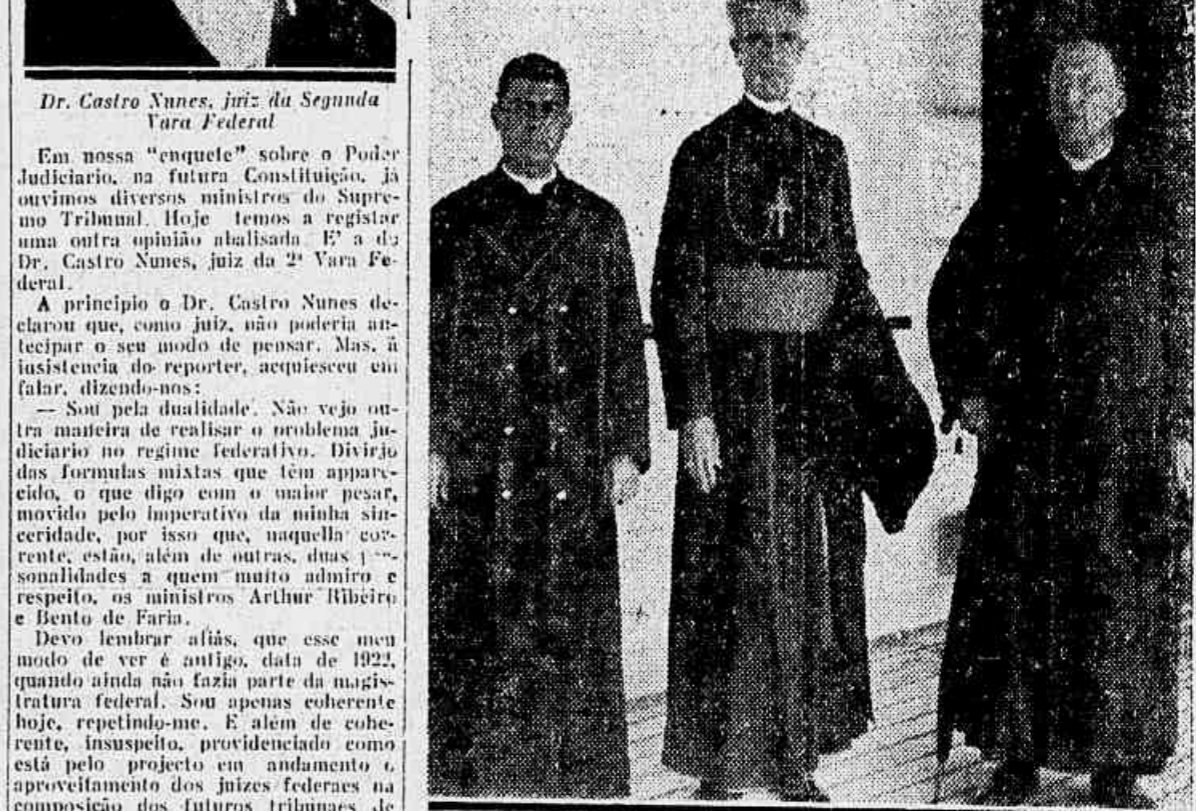 Dr. Castro Nunes, juiz da Segunda
Vara Federal
Em nossa "enquete" sobre o Poder
Judiciario, na futura Constituição, já
ouvimos diversos ministros do Supre-
mo Tribunal. Hoje temos a registar
uma outra opinião abalisada. E' a do
Dr. Castro Nunes, juiz da 2ª Vara Fe-
deral.
A principio o Dr. Castro Nunes de-
clarou que, como juiz, não poderia an-
tecipar o seu modo de pensar. Mas, á
insistencia do reporter, acquiesceu em
falar, dizendo-nos:
— Sou pela dualidade. Não vejo ou-
tra maneira de realisar o problema ju-
diciario no regime federativo. Divirjo
das formulas mixtas que têm appare-
cido, o que digo com o maior pesar,
movido pelo imperativo da minha sin-
ceridade, por isso que, naquella cor-
rente, estão, além de outras, duas
sonalidades a quem muito admiro e
respeito, os ministros Arthur Ribeiro
e Bento de Faria.
Devo lembrar aliás, que esse meu
modo de ver é antigo, data de 1922,
quando ainda não fazia parte da magis-
tratura federal. Sou apenas coherente
hoje, repetindo-me. E além de cohe-
rente, insuspeito, providenciado como
está pelo projecto em andamento o
aproveitamento dos juizes federaes na
composição dos futuros tribunaes de